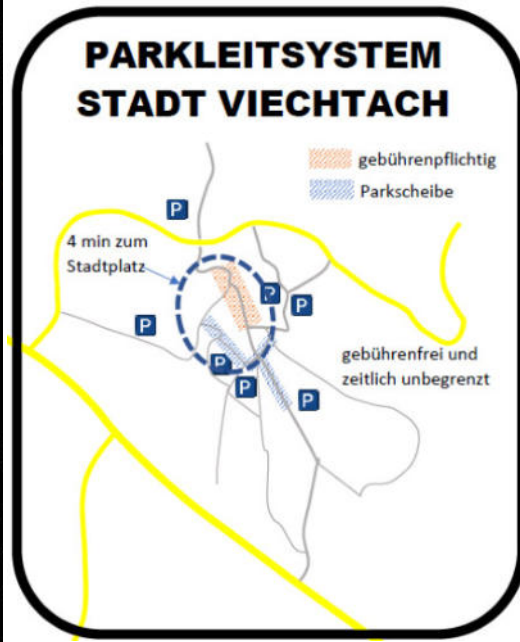 PARKLEITSYSTEM
STADT VIECHTACH
gebührenpflichtig
Parkscheibe
P
4 min zum
Stadtplatz
P
P
P
gebührenfrei und
zeitlich unbegrenzt
P
P
P